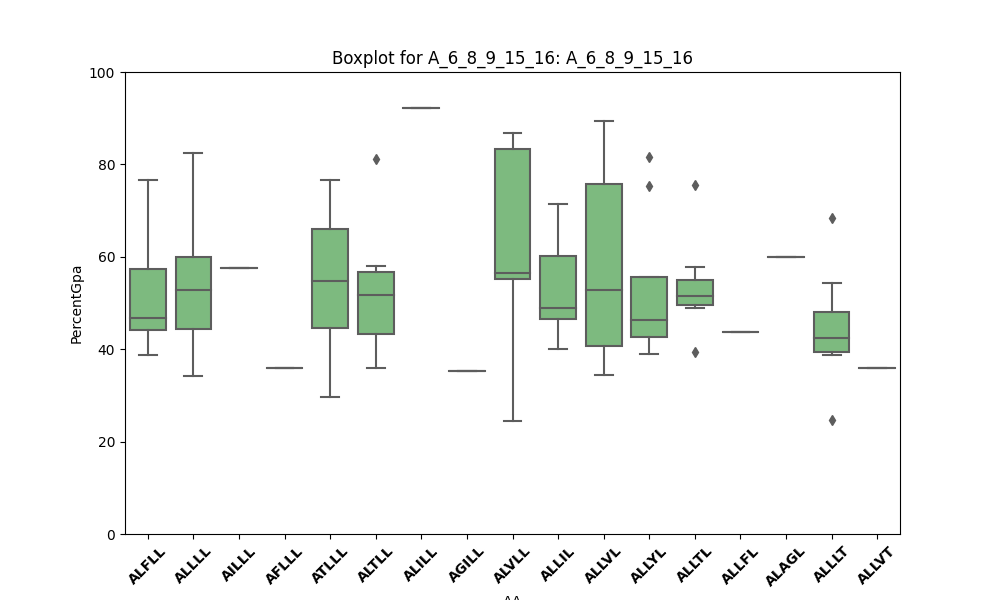 Boxplot for A_6_8_9_15_16: A_6_8_9_15_16
100
80
60
40
20
0
PercentGpa
ALFLL ALLLL AILLL AFLLL ATLLL ALTLL ALILL AGILL ALVLL ALLIL ALLVL ALLYL ALLTL ALLFL ALAGL ALLLT ALLVT
AA